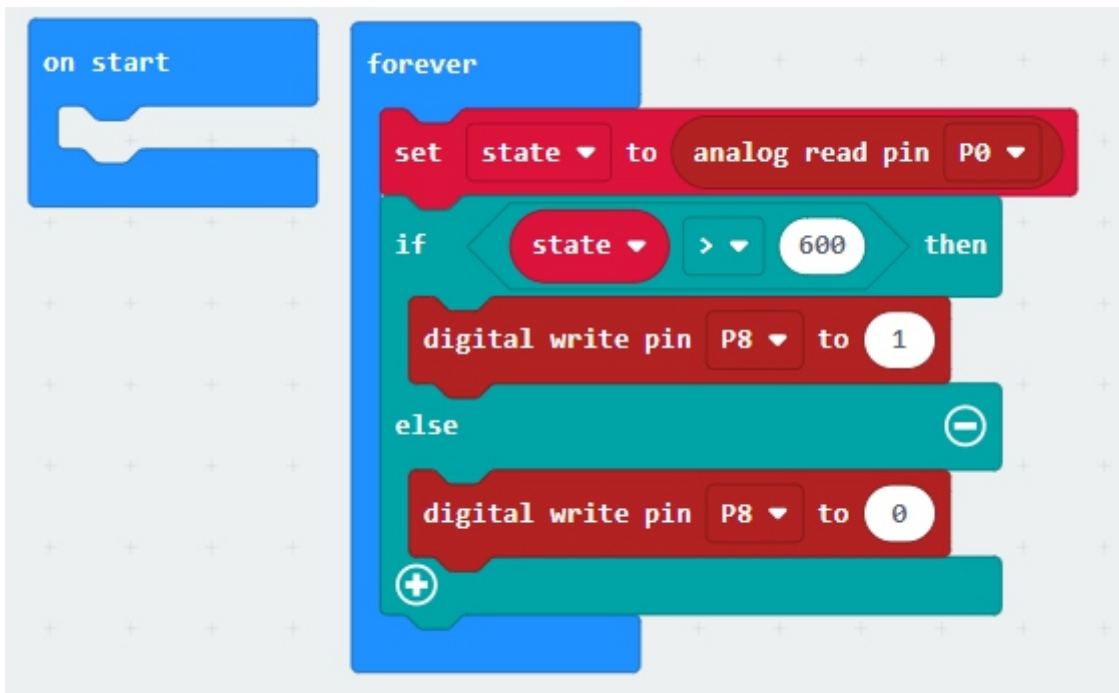 on start
forever
set state to analog read pin P0
if state > 600 then
digital write pin P8 to 1
else
digital write pin P8 to 0